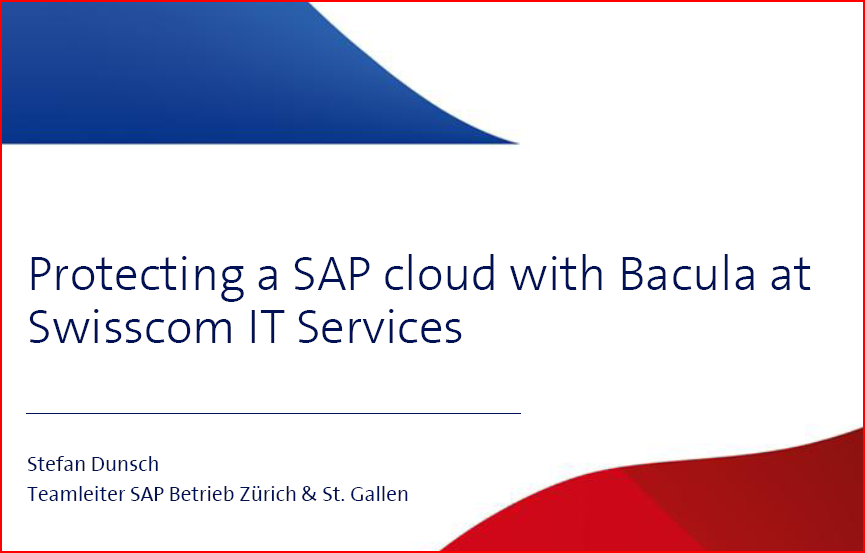 Protecting a SAP cloud with Bacula at
Swisscom IT Services
Stefan Dunsch
Teamleiter SAP Betrieb Zürich & St. Gallen